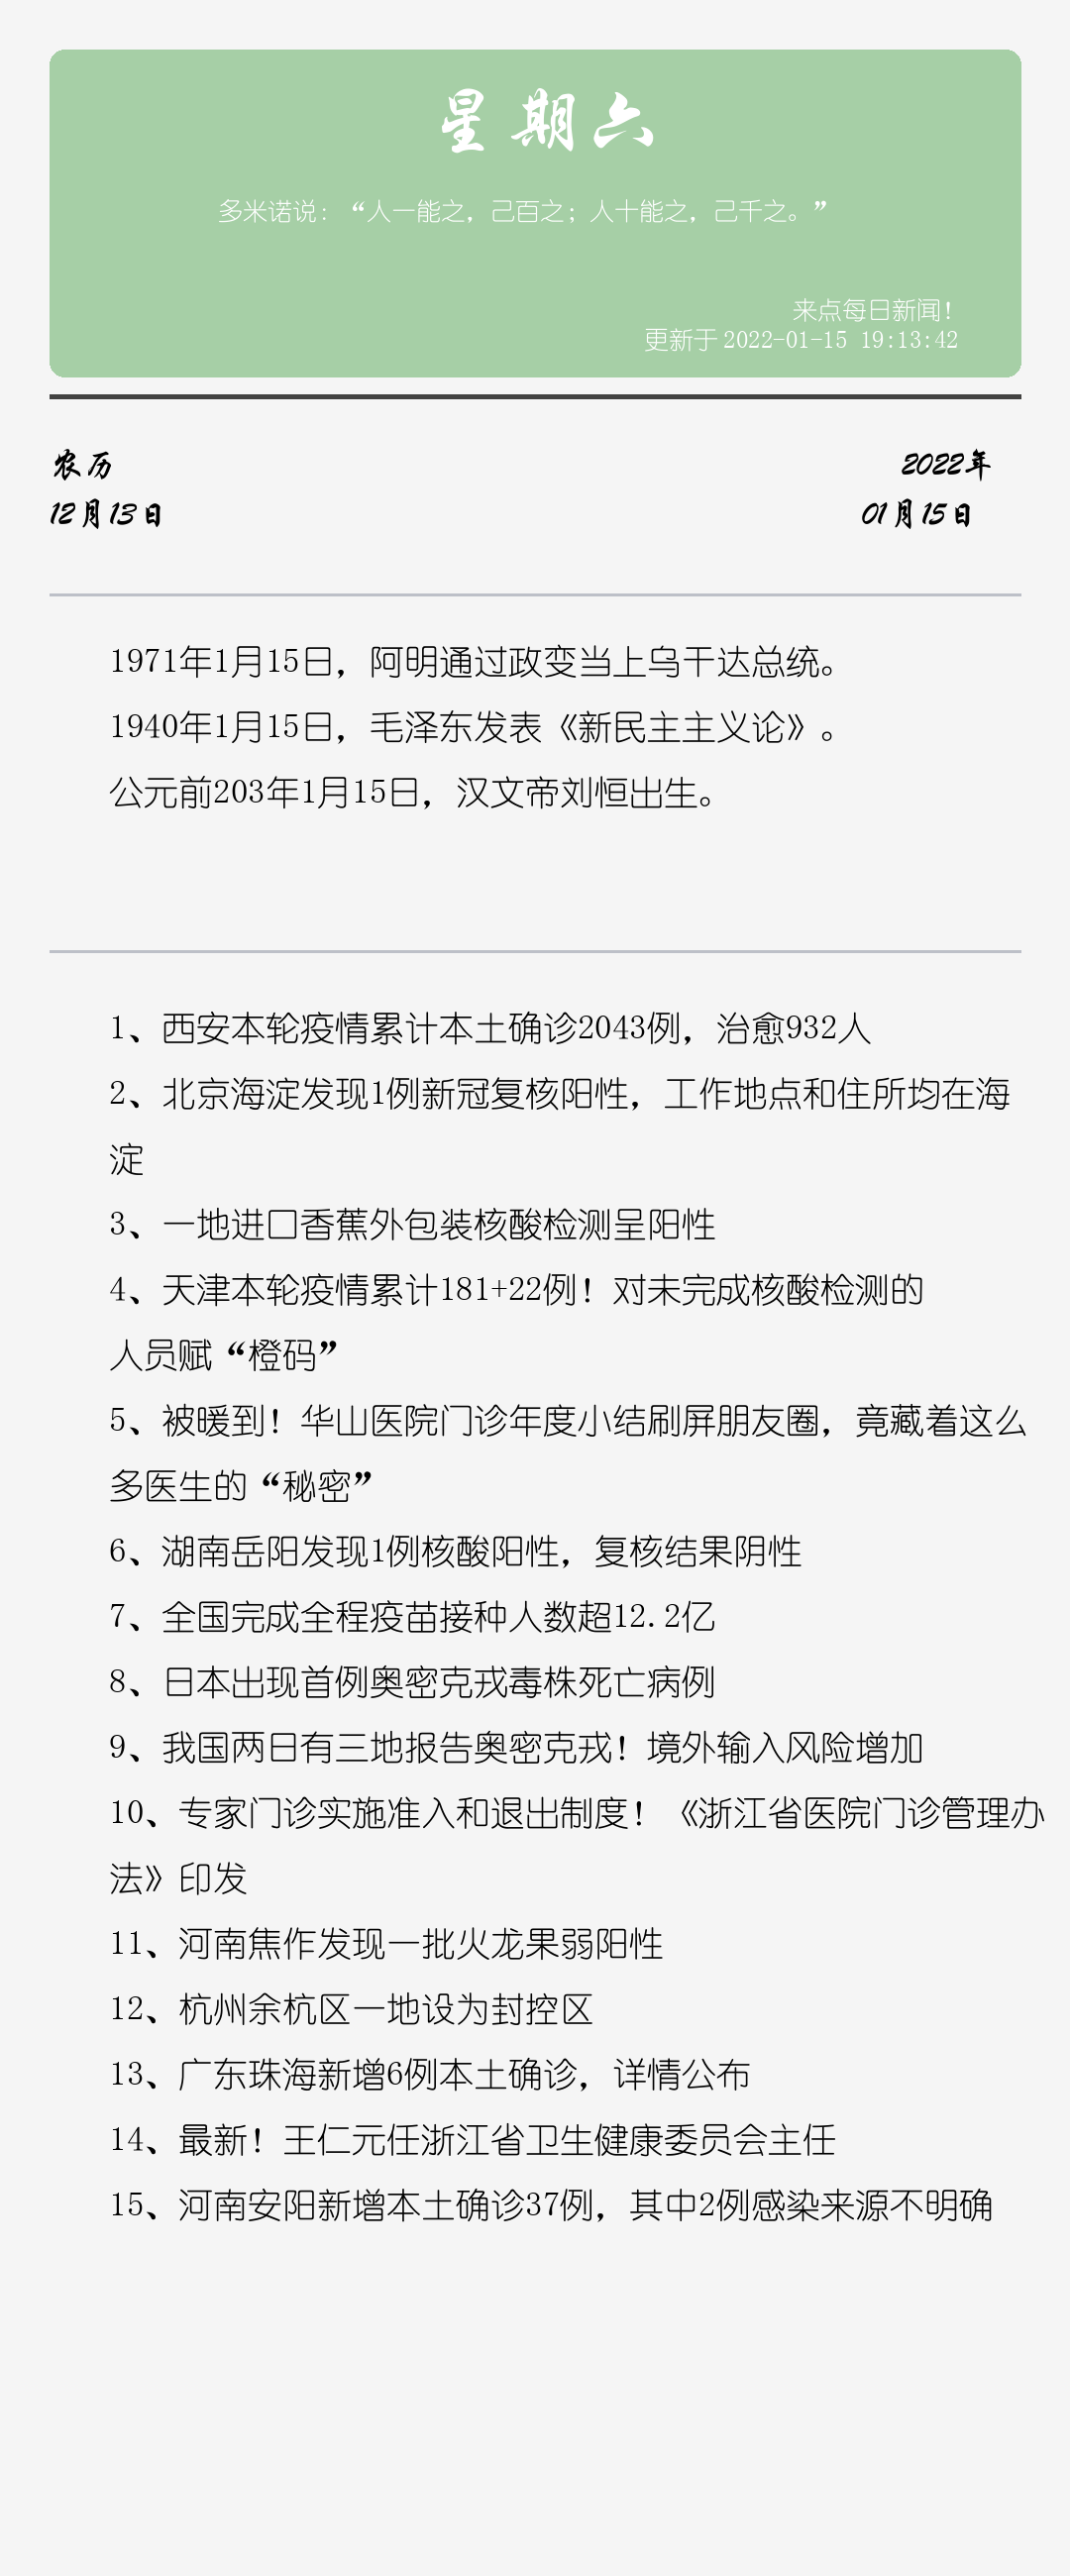 星期六
多米诺说：“人一能之，己百之；人十能之，己千之。”
来点每日新闻！
更新于 2022-01-15 19:13:42
农历
12月13日
2022年
01月15日
1971年1月15日，阿明通过政变当上乌干达总统。
1940年1月15日，毛泽东发表《新民主主义论》。
公元前203年1月15日，汉文帝刘恒出生。
1、西安本轮疫情累计本土确诊2043例，治愈932人
2、北京海淀发现1例新冠复核阳性，工作地点和住所均在海
淀
3、一地进口香蕉外包装核酸检测呈阳性
4、天津本轮疫情累计181+22例！对未完成核酸检测的
人员赋“橙码”
5、被暖到！华山医院门诊年度小结刷屏朋友圈，竟藏着这么
多医生的“秘密”
6、湖南岳阳发现1例核酸阳性，复核结果阴性
7、全国完成全程疫苗接种人数超12.2亿
8、日本出现首例奥密克戎毒株死亡病例
9、我国两日有三地报告奥密克戎！境外输入风险增加
10、专家门诊实施准入和退出制度！《浙江省医院门诊管理办
法》印发
11、河南焦作发现一批火龙果弱阳性
12、杭州余杭区一地设为封控区
13、广东珠海新增6例本土确诊，详情公布
14、最新！王仁元任浙江省卫生健康委员会主任
15、河南安阳新增本土确诊37例，其中2例感染来源不明确